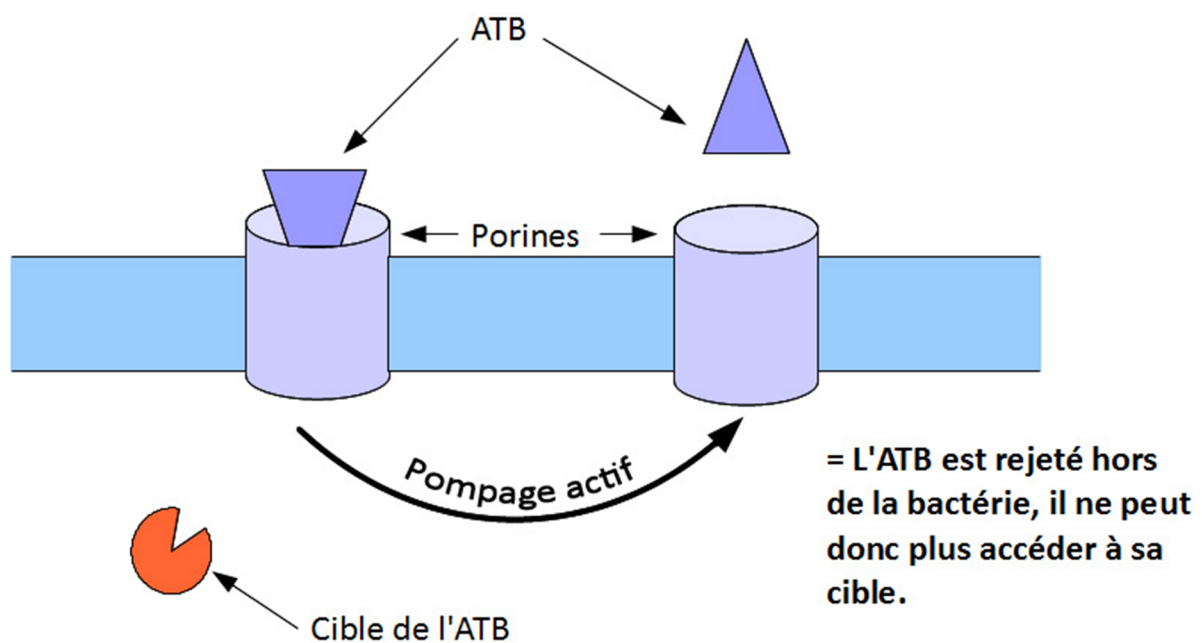 ATB
Porines
Pompage actif
= L'ATB est rejeté hors
de la bactérie, il ne peut
donc plus accéder à sa
cible.
Cible de l'ATB